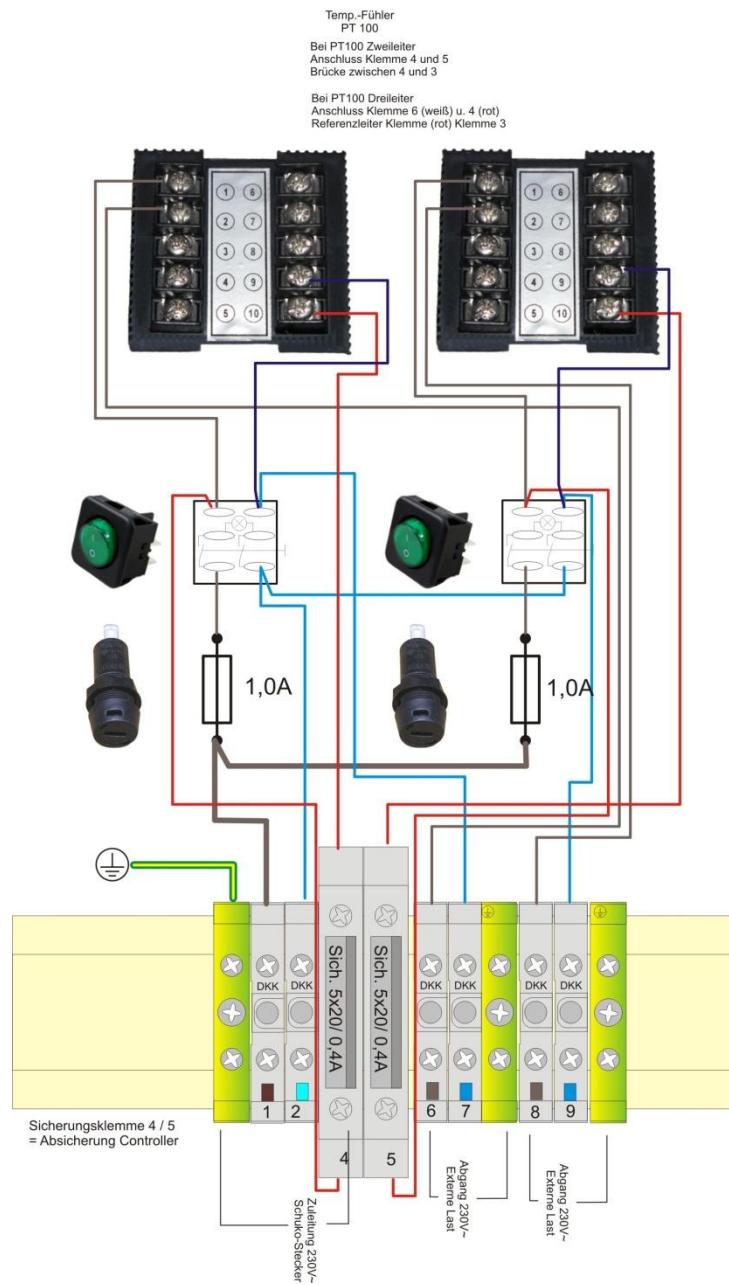 Temp.-Fühler
PT 100
Bei PT100 Zweileiter
Anschluss Klemme 4 und 5
Brücke zwischen 4 und 3
Bei PT100 Dreileiter
Anschluss Klemme 6 (weiß) u. 4 (rot)
Referenzleiter Klemme (rot) Klemme 3
1 6
2 7
3 8
4 9
5 10
1 6
2 7
3 8
4 9
5 10
1,0A
1,0A
DKK
DKK
Sich. 5x20/ 0,4A
Sich. 5x20/ 0,4A
DKK
DKK
DKK
DKK
1
2
4
5
6
7
8
9
Sicherungsklemme 4 / 5
= Absicherung Controller
Zuleitung 230V~
Schuko-Stecker
Abgang 230V~
Externe Last
Abgang 230V~
Externe Last